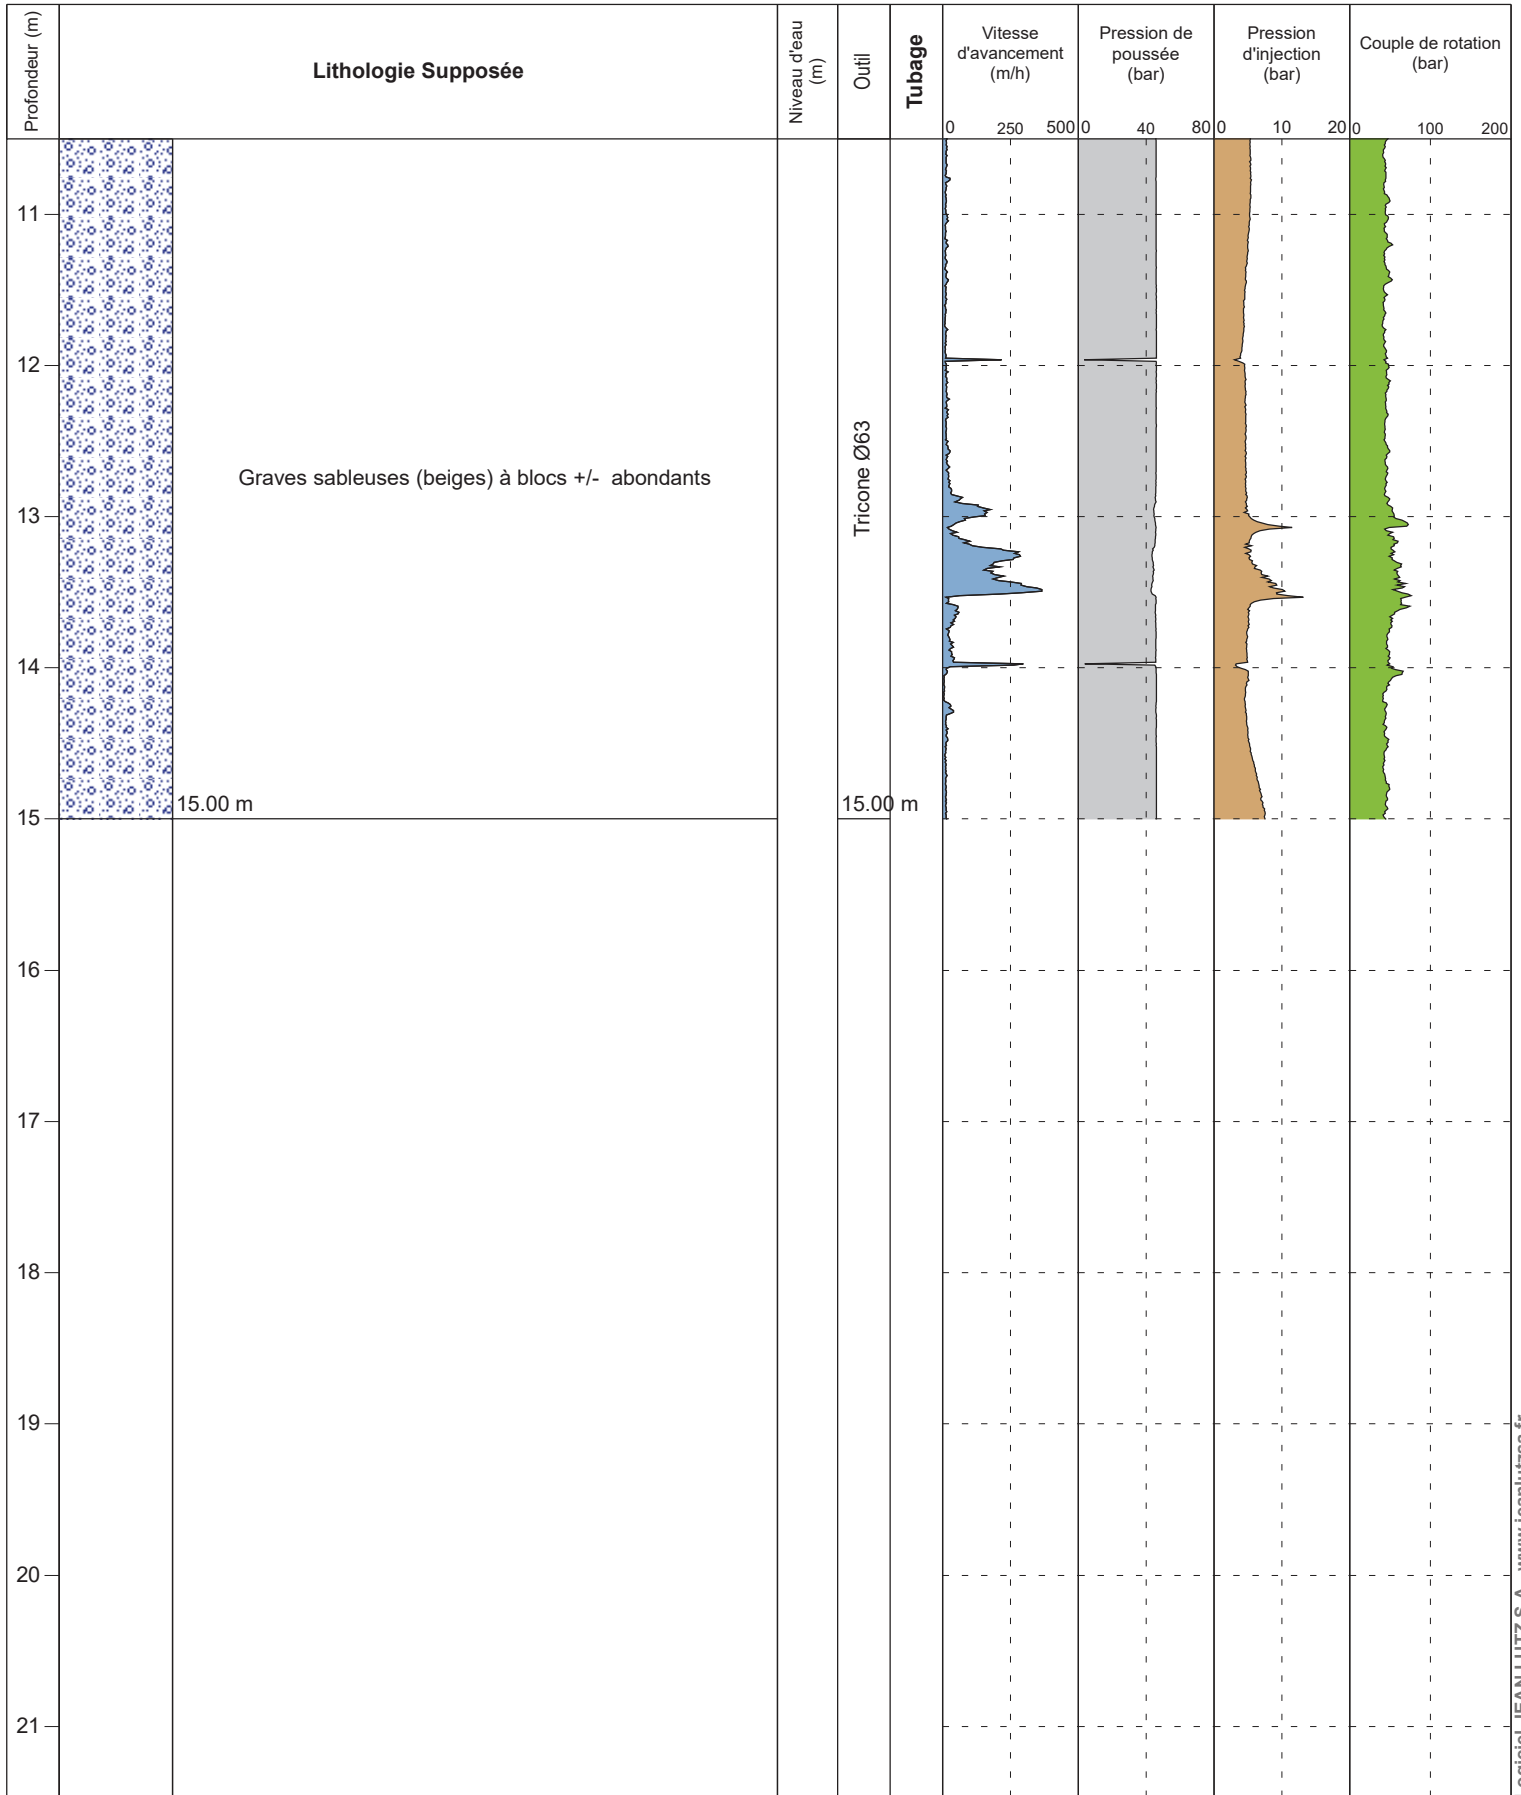 Profondeur (m)
Lithologie Supposée
Niveau d'eau
(m)
Outil
Tubage
Vitesse
d'avancement
(m/h)
Pression de
poussée
(bar)
Pression
d'injection
(bar)
Couple de rotation
(bar)
0 250 500
0 40 80
0 10 20
0 100 200
11
12
Graves sableuses (beiges) à blocs +/- abondants
Tricone Ø63
13
14
15.00 m
15.00 m
15
16
17
18
19
20
21
JEAN LUTZ S.A